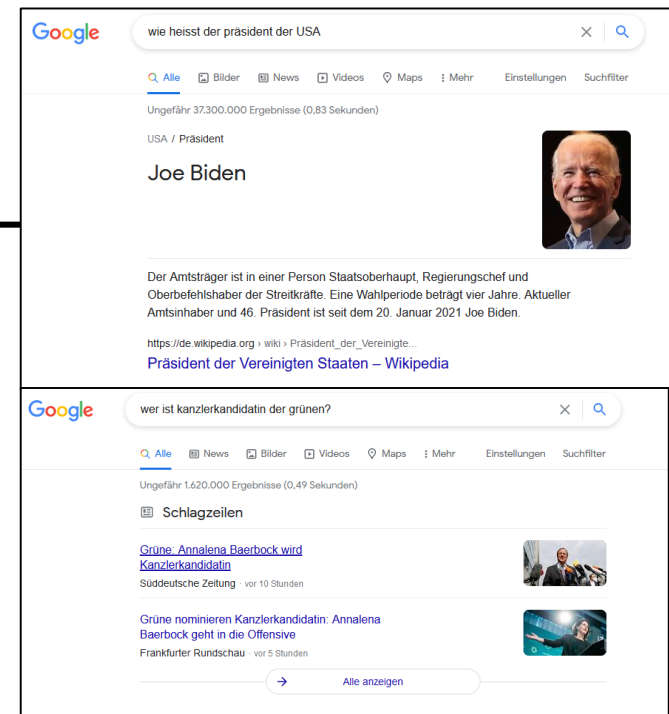 Google
wie heisst der präsident der USA
Alle Bilder News Videos Maps Mehr Einstellungen Suchfilter
Ungefähr 37.300.000 Ergebnisse (0,83 Sekunden)
USA / Präsident
Joe Biden
Der Amtsträger ist in einer Person Staatsoberhaupt, Regierungschef und
Oberbefehlshaber der Streitkräfte. Eine Wahlperiode beträgt vier Jahre. Aktueller
Amtsinhaber und 46. Präsident ist seit dem 20. Januar 2021 Joe Biden.
https://de.wikipedia.org › wiki › Präsident_der_Vereinigte...
Präsident der Vereinigten Staaten – Wikipedia
Google
wer ist kanzlerkandidatin der grünen?
Alle News Bilder Videos Maps Mehr Einstellungen Suchfilter
Ungefähr 1.620.000 Ergebnisse (0,49 Sekunden)
Schlagzeilen
Grüne: Annalena Baerbock wird
Kanzlerkandidatin
Süddeutsche Zeitung · vor 10 Stunden
Grüne nominieren Kanzlerkandidatin: Annalena
Baerbock geht in die Offensive
Frankfurter Rundschau · vor 5 Stunden
Alle anzeigen